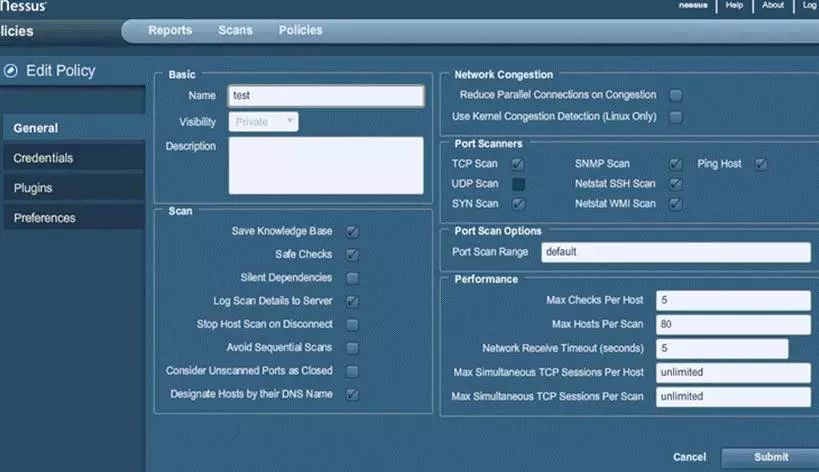 nessus
nessus Help About Log
licies
Reports Scans Policies
Edit Policy
General
Credentials
Plugins
Preferences
Basic
Name test
Visibility Private
Description
Scan
Save Knowledge Base
Safe Checks
Silent Dependencies
Log Scan Details to Server
Stop Host Scan on Disconnect
Avoid Sequential Scans
Consider Unscanned Ports as Closed
Designate Hosts by their DNS Name
Network Congestion
Reduce Parallel Connections on Congestion
Use Kernel Congestion Detection (Linux Only)
Port Scanners
TCP Scan SNMP Scan Ping Host
UDP Scan Netstat SSH Scan
SYN Scan Netstat WMI Scan
Port Scan Options
Port Scan Range default
Performance
Max Checks Per Host 5
Max Hosts Per Scan 80
Network Receive Timeout (seconds) 5
Max Simultaneous TCP Sessions Per Host unlimited
Max Simultaneous TCP Sessions Per Scan unlimited
Cancel Submit